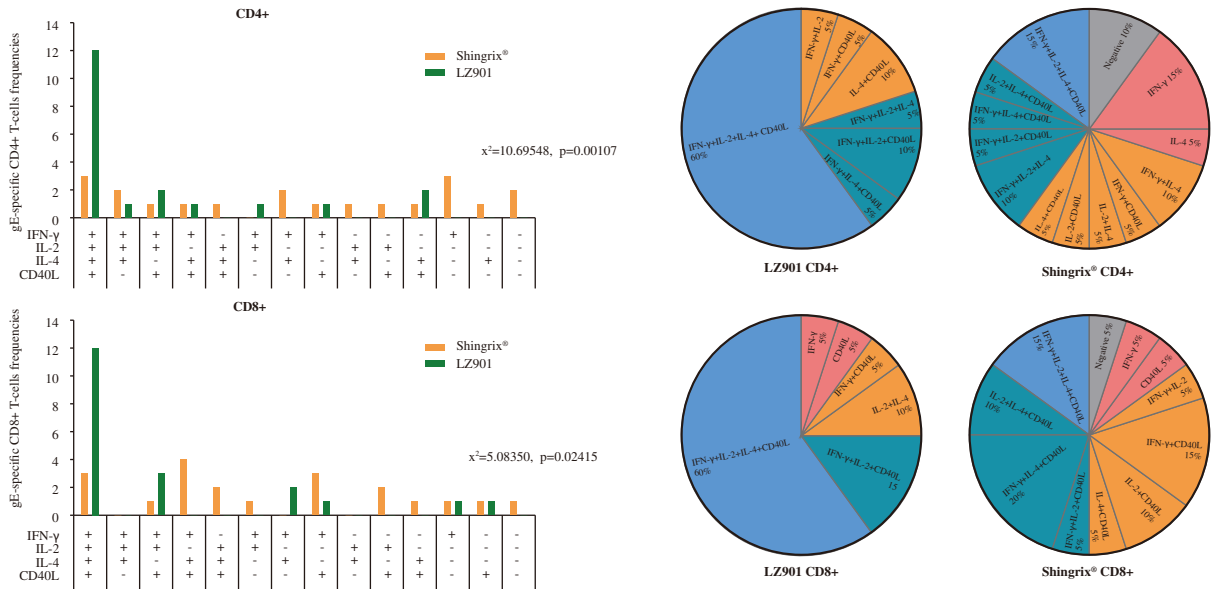 CD4+
gE-specific CD4+ T-cells frequencies
14
12
10
8
6
4
2
0
Shingrix®
LZ901
x²=10.69548, p=0.00107
IFN-γ + + + + - + + + - - - + - -
IL-2 + + + - + + - - + + - - - -
IL-4 + + - + + - + - + - + - - -
CD40L + - + + + - - + - + + - + -
CD8+
gE-specific CD8+ T-cells frequencies
14
12
10
8
6
4
2
0
Shingrix®
LZ901
x²=5.08350, p=0.02415
IFN-γ + + + + - + + + - - - + - -
IL-2 + + + - + + - - + + - - - -
IL-4 + + - + + - + - + - + - - -
CD40L + - + + + - - + - + + - + -
IFN-γ+IL-2
5%
IFN-γ+CD40L
5%
IL-4+CD40L
10%
IFN-γ+IL-2+IL-4
5%
IFN-γ+IL-2+CD40L
10%
IFN-γ+IL-4+CD40L
5%
IFN-γ+IL-2+IL-4+ CD40L
60%
LZ901 CD4+
Negative 10%
IFN-γ 15%
IL-4 5%
IFN-γ+IL-4
10%
IFN-γ+CD40L
5%
IL-2+IL-4
5%
IL-2+CD40L
5%
IL-4+CD40L
5%
IFN-γ+IL-2+IL-4
10%
IFN-γ+IL-2+CD40L
5%
IFN-γ+IL-4+CD40L
5%
IL-2+IL-4+CD40L
5%
IFN-γ+IL-2+IL-4+CD40L
15%
Shingrix® CD4+
IFN-γ
5%
CD40L
5%
IFN-γ+CD40L
5%
IL-2+IL-4
10%
IFN-γ+IL-2+CD40L
15
IFN-γ+IL-2+IL-4+CD40L
60%
LZ901 CD8+
Negative 5%
IFN-γ 5%
CD40L 5%
IFN-γ+IL-2
5%
IFN-γ+CD40L
15%
IL-2+CD40L
10%
IL-4+CD40L
5%
IFN-γ+IL-2+CD40L
5%
IFN-γ+IL-4+CD40L
20%
IL-2+IL-4+CD40L
10%
IFN-γ+IL-2+IL-4+CD40L
15%
Shingrix® CD8+